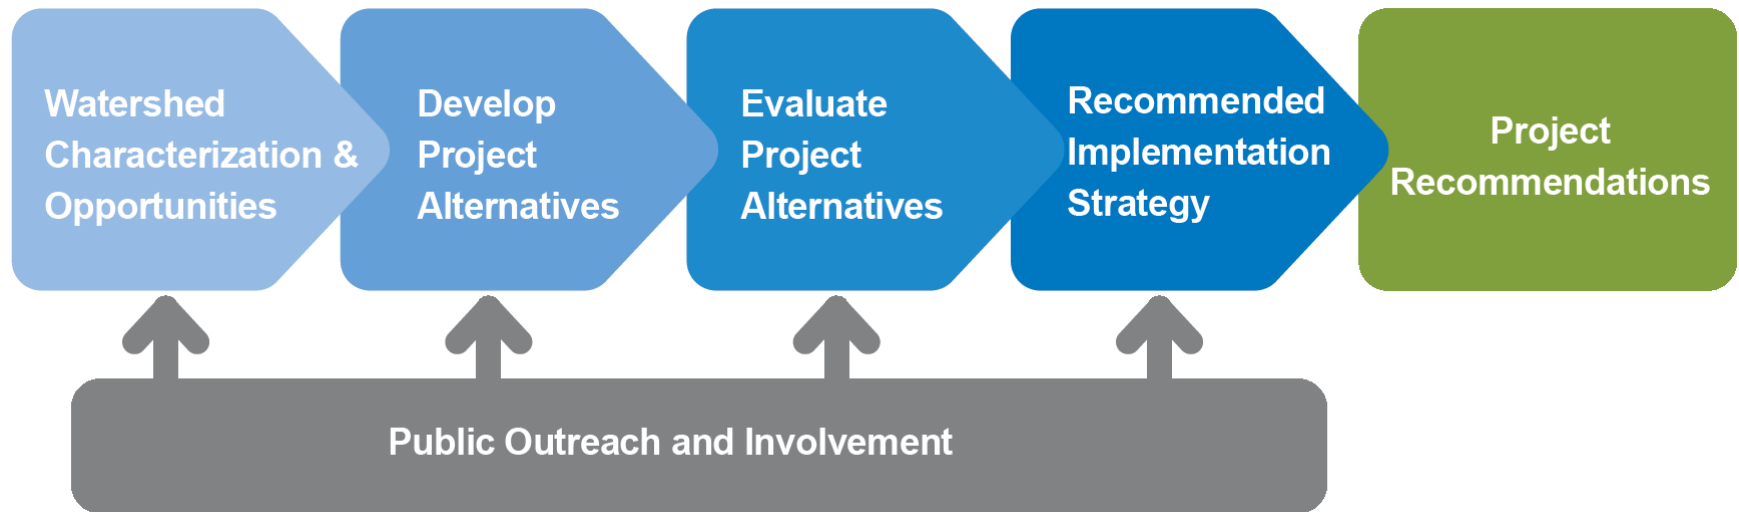 Watershed
Characterization &
Opportunities
Develop
Project
Alternatives
Evaluate
Project
Alternatives
Recommended
Implementation
Strategy
Project
Recommendations
Public Outreach and Involvement